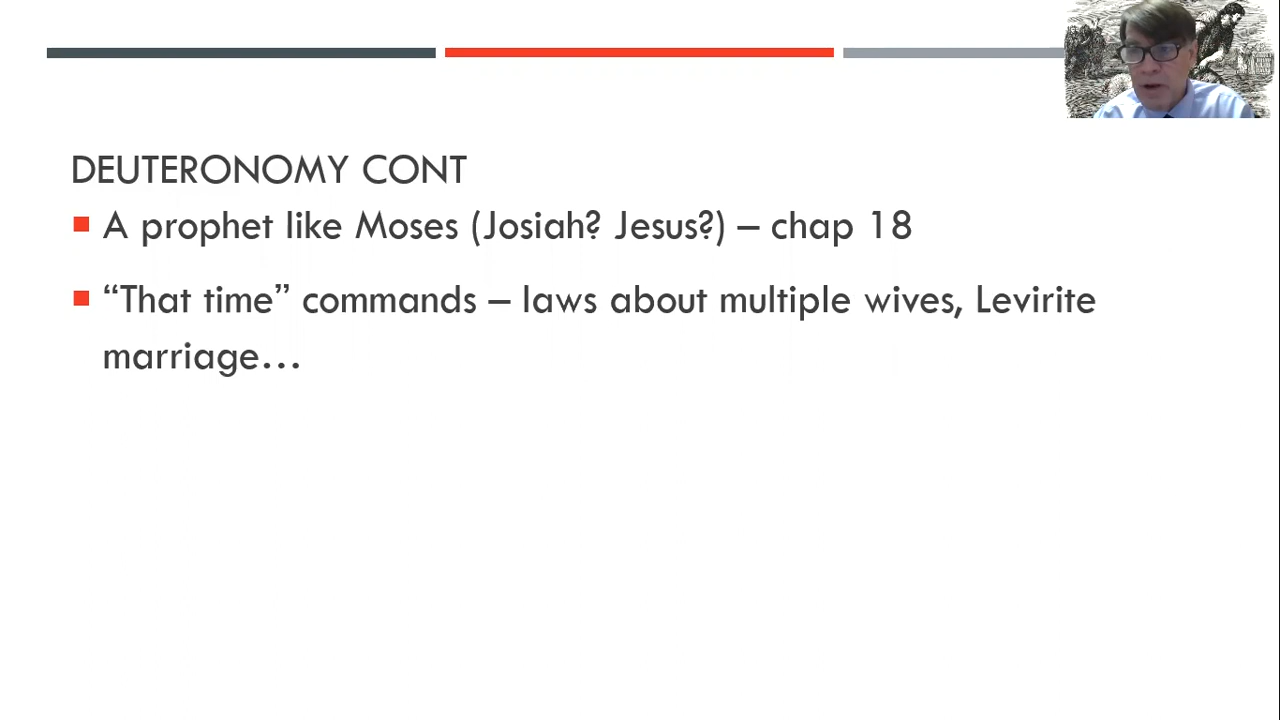 DEUTERONOMY CONT
A prophet like Moses (Josiah? Jesus?) – chap 18
“That time” commands – laws about multiple wives, Levirite
marriage…